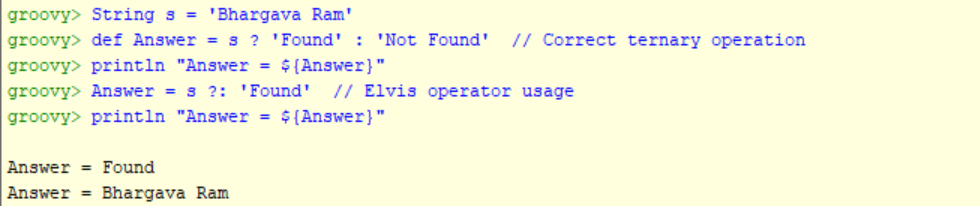 groovy> String s = 'Bhargava Ram'
groovy> def Answer = s ? 'Found' : 'Not Found'  // Correct ternary operation
groovy> println "Answer = ${Answer}"
groovy> Answer = s ?: 'Found'  // Elvis operator usage
groovy> println "Answer = ${Answer}"
Answer = Found
Answer = Bhargava Ram